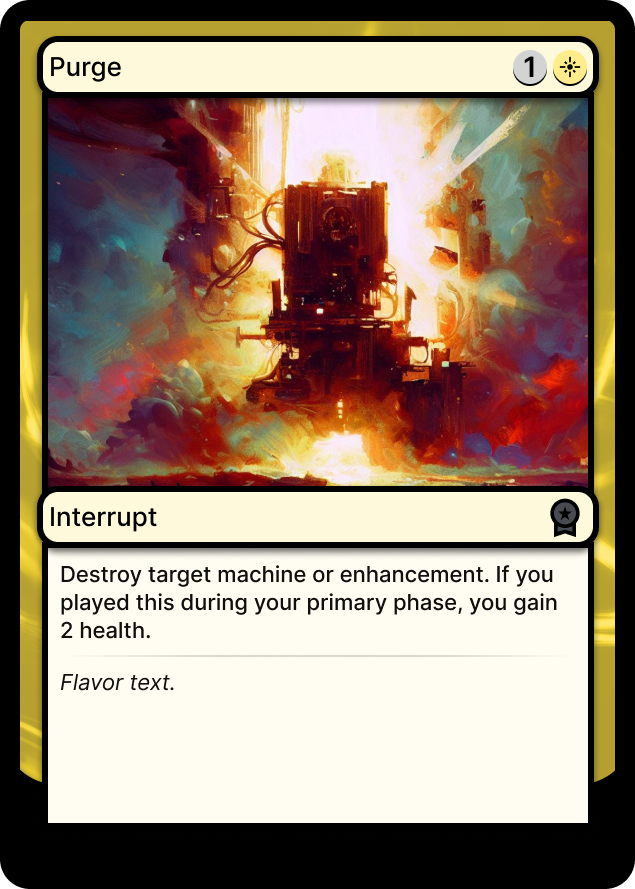 Purge 1
Interrupt
Destroy target machine or enhancement. If you
played this during your primary phase, you gain
2 health.
Flavor text.